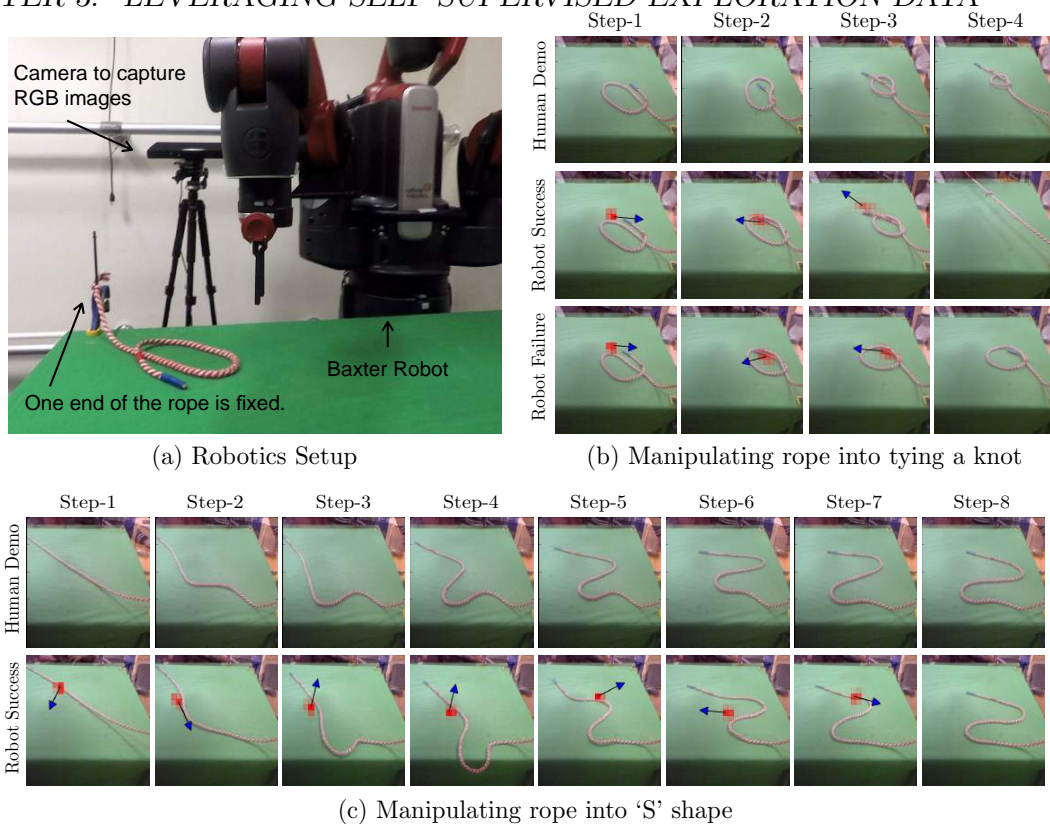 LEVERAGING SELF-SUPERVISED EXPLORATION DATA
Camera to capture
RGB images
One end of the rope is fixed.
Baxter Robot
(a) Robotics Setup
Step-1 Step-2 Step-3 Step-4
Human Demo
Robot Success
Robot Failure
(b) Manipulating rope into tying a knot
Step-1 Step-2 Step-3 Step-4 Step-5 Step-6 Step-7 Step-8
Human Demo
Robot Success
(c) Manipulating rope into ‘S’ shape